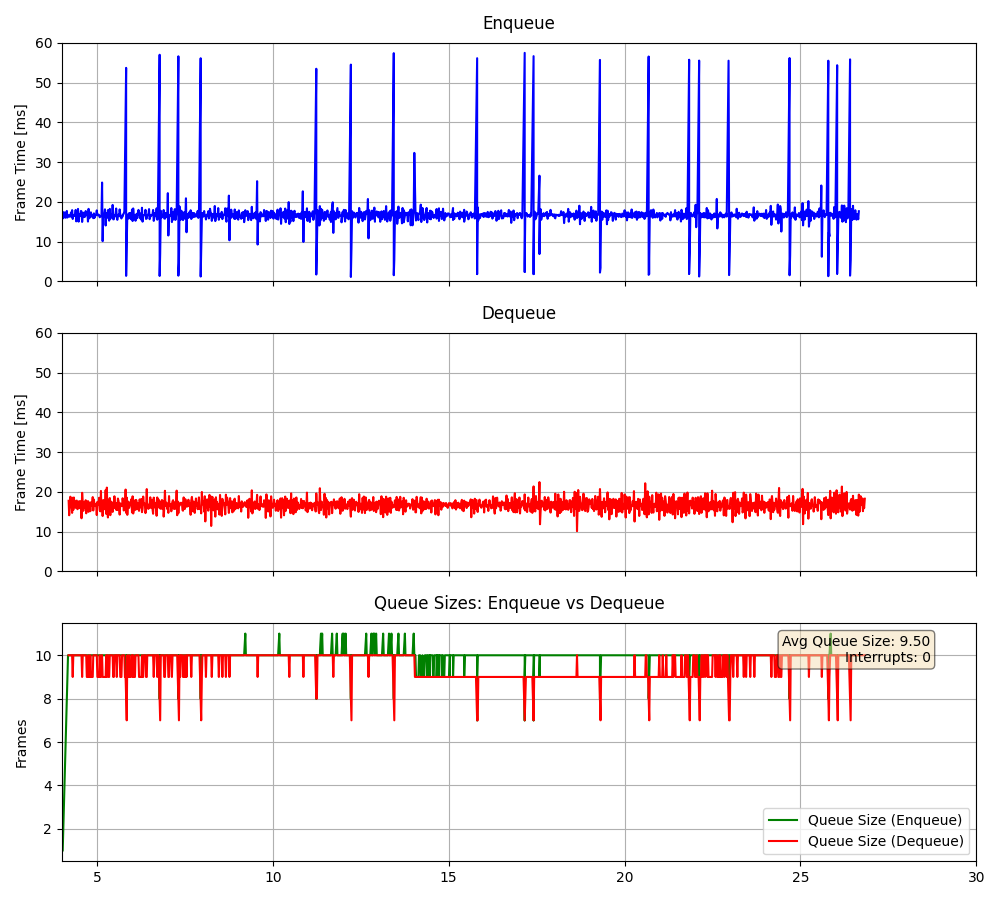 Enqueue
Frame Time [ms]
60
50
40
30
20
10
0
Dequeue
Frame Time [ms]
60
50
40
30
20
10
0
Queue Sizes: Enqueue vs Dequeue
Frames
10
8
6
4
2
Avg Queue Size: 9.50
Interrupts: 0
Queue Size (Enqueue)
Queue Size (Dequeue)
5 10 15 20 25 30